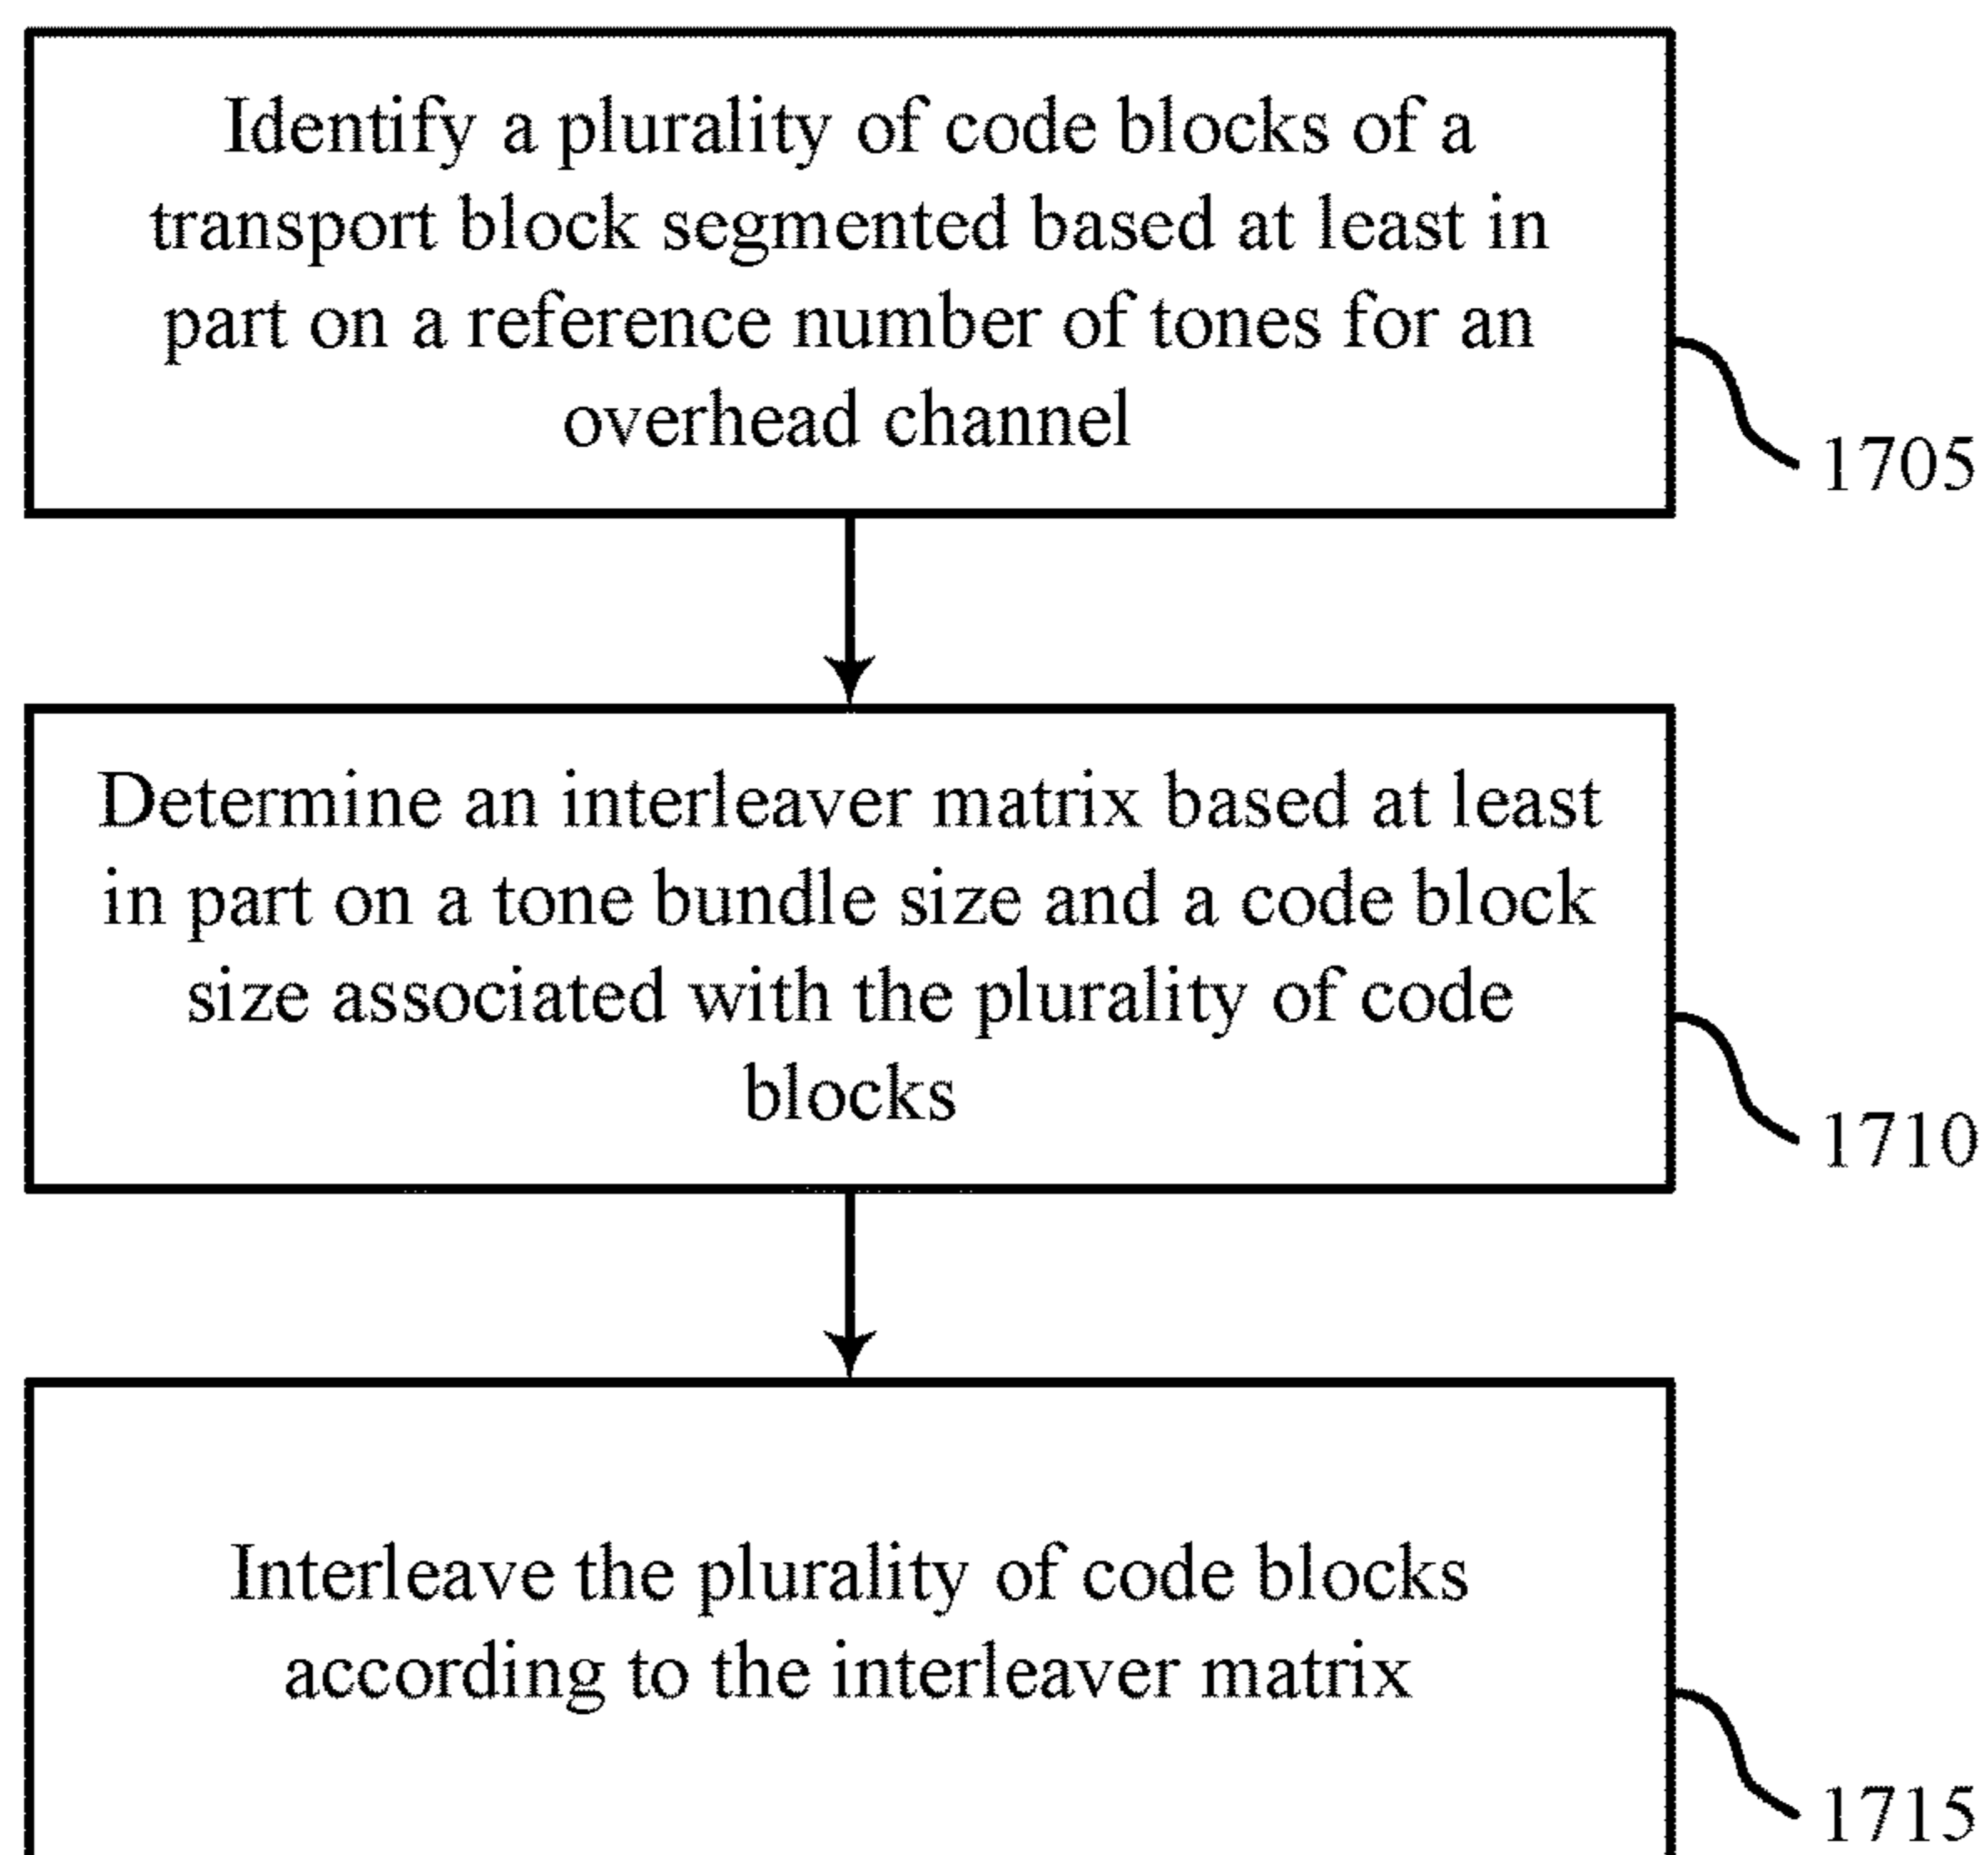 Identify a plurality of code blocks of a
transport block segmented based at least in
part on a reference number of tones for an
overhead channel
1705
Determine an interleaver matrix based at least
in part on a tone bundle size and a code block
size associated with the plurality of code
blocks
1710
Interleave the plurality of code blocks
according to the interleaver matrix
1715